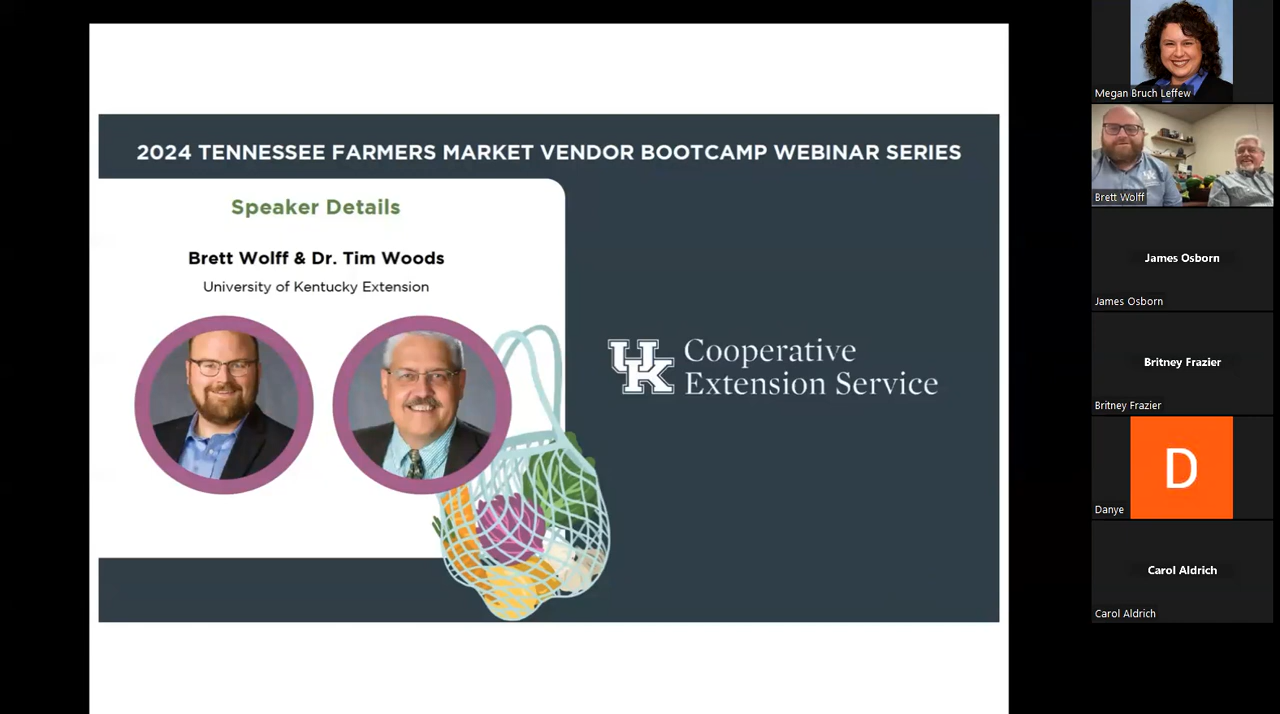 2024 TENNESSEE FARMERS MARKET VENDOR BOOTCAMP WEBINAR SERIES
Speaker Details
Brett Wolff & Dr. Tim Woods
University of Kentucky Extension
UK Cooperative
Extension Service
Megan Bruch Leffew
UK
Brett Wolff
James Osborn
James Osborn
Britney Frazier
Britney Frazier
D
Danye
Carol Aldrich
Carol Aldrich